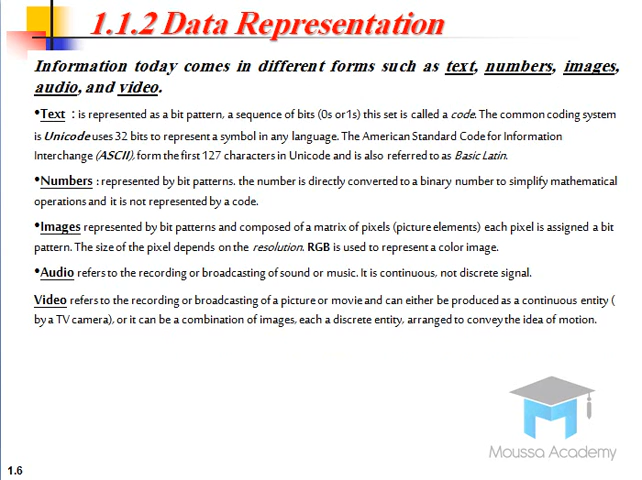 1.1.2 Data Representation
Information today comes in different forms such as text, numbers, images,
audio, and video.
•Text : is represented as a bit pattern, a sequence of bits (0s or1s) this set is called a code. The common coding system
is Unicode uses 32 bits to represent a symbol in any language. The American Standard Code for Information
Interchange (ASCII), form the first 127 characters in Unicode and is also referred to as Basic Latin.
•Numbers : represented by bit patterns. the number is directly converted to a binary number to simplify mathematical
operations and it is not represented by a code.
•Images represented by bit patterns and composed of a matrix of pixels (picture elements) each pixel is assigned a bit
pattern. The size of the pixel depends on the resolution. RGB is used to represent a color image.
•Audio refers to the recording or broadcasting of sound or music. It is continuous, not discrete signal.
Video refers to the recording or broadcasting of a picture or movie and can either be produced as a continuous entity (
by a TV camera), or it can be a combination of images, each a discrete entity, arranged to convey the idea of motion.
Moussa Academy
1.6